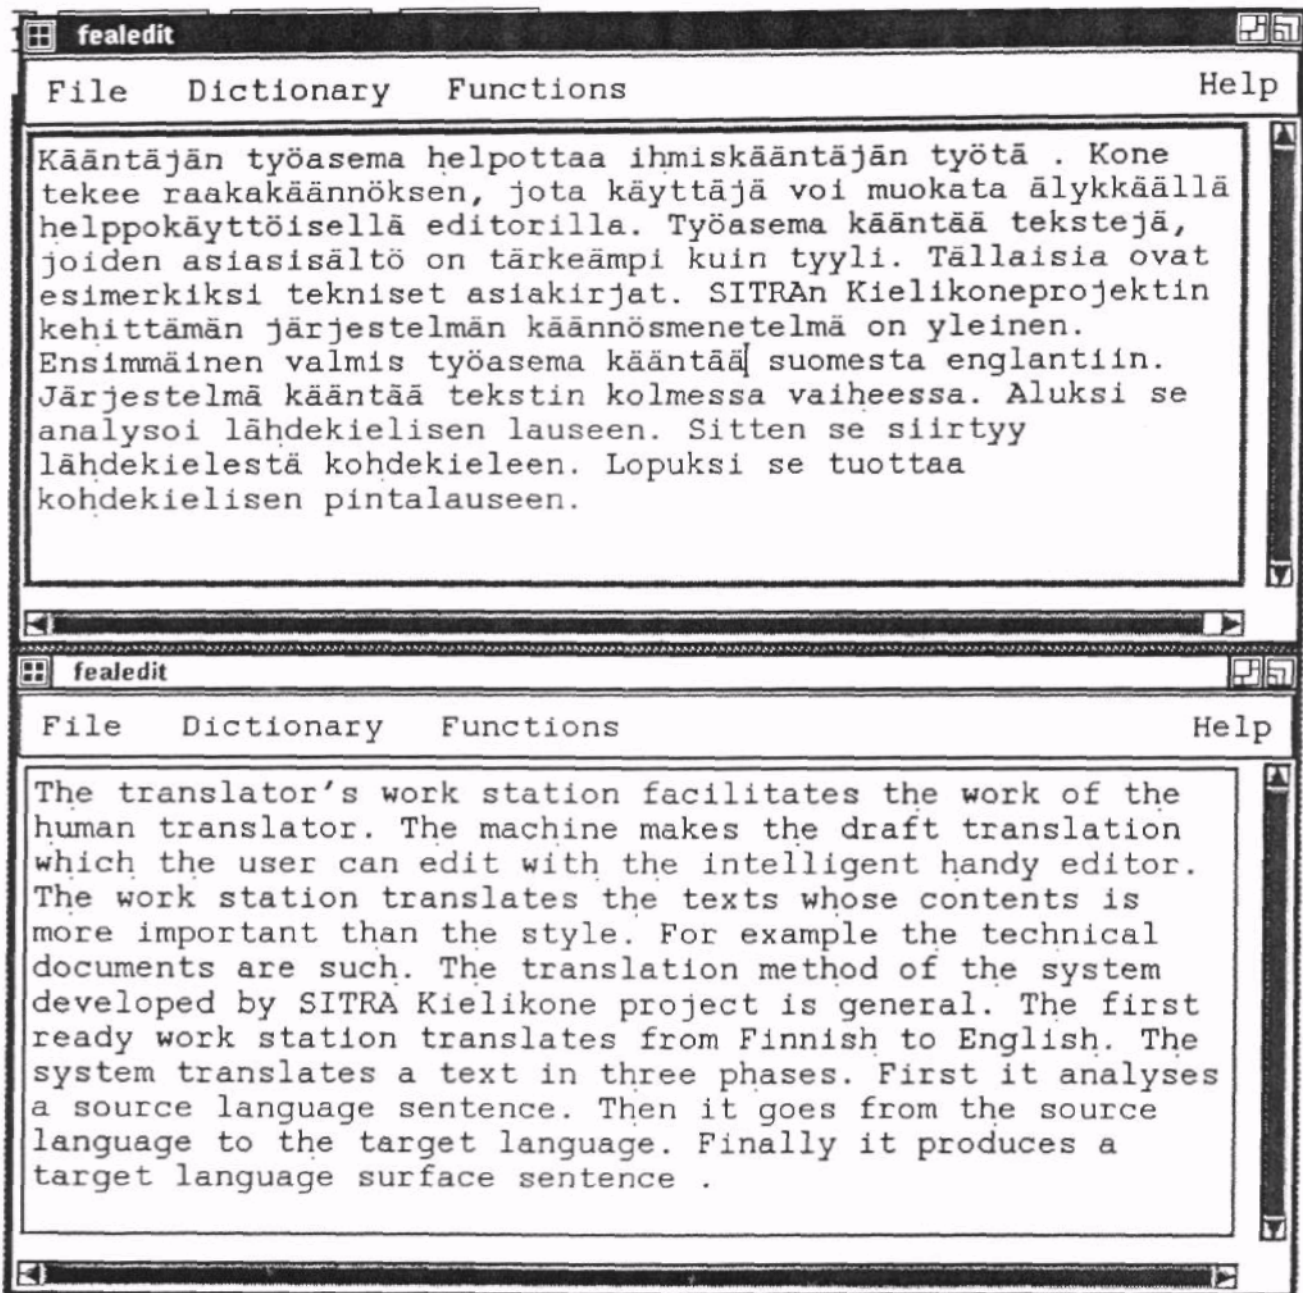 fealedit
File Dictionary Functions Help
Kääntäjän työasema helpottaa ihmiskääntäjän työtä . Kone
tekee raakakäännöksen, jota käyttäjä voi muokata älykkäällä
helppokäyttöisellä editorilla. Työasema kääntää tekstejä,
joiden asiasisältö on tärkeämpi kuin tyyli. Tällaisia ovat
esimerkiksi tekniset asiakirjat. SITRAn Kielikoneprojektin
kehittämän järjestelmän käännösmenetelmä on yleinen.
Ensimmäinen valmis työasema kääntää suomesta englantiin.
Järjestelmä kääntää tekstin kolmessa vaiheessa. Aluksi se
analysoi lähdekielisen lauseen. Sitten se siirtyy
lähdekielestä kohdekieleen. Lopuksi se tuottaa
kohdekielisen pintalauseen.
fealedit
File Dictionary Functions Help
The translator's work station facilitates the work of the
human translator. The machine makes the draft translation
which the user can edit with the intelligent handy editor.
The work station translates the texts whose contents is
more important than the style. For example the technical
documents are such. The translation method of the system
developed by SITRA Kielikone project is general. The first
ready work station translates from Finnish to English. The
system translates a text in three phases. First it analyses
a source language sentence. Then it goes from the source
language to the target language. Finally it produces a
target language surface sentence .